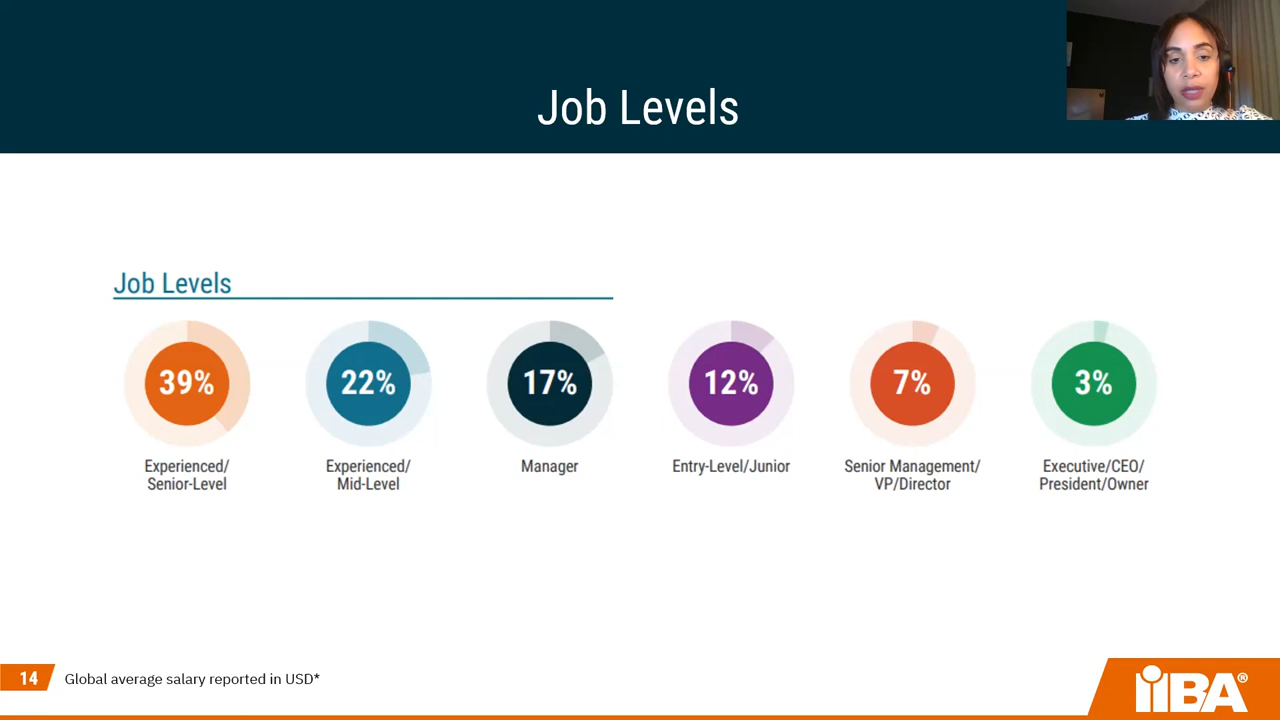 Job Levels
Job Levels
39%
22%
17%
12%
7%
3%
Experienced/
Senior-Level
Experienced/
Mid-Level
Manager
Entry-Level/Junior
Senior Management/
VP/Director
Executive/CEO/
President/Owner
14
Global average salary reported in USD*
IIBA®